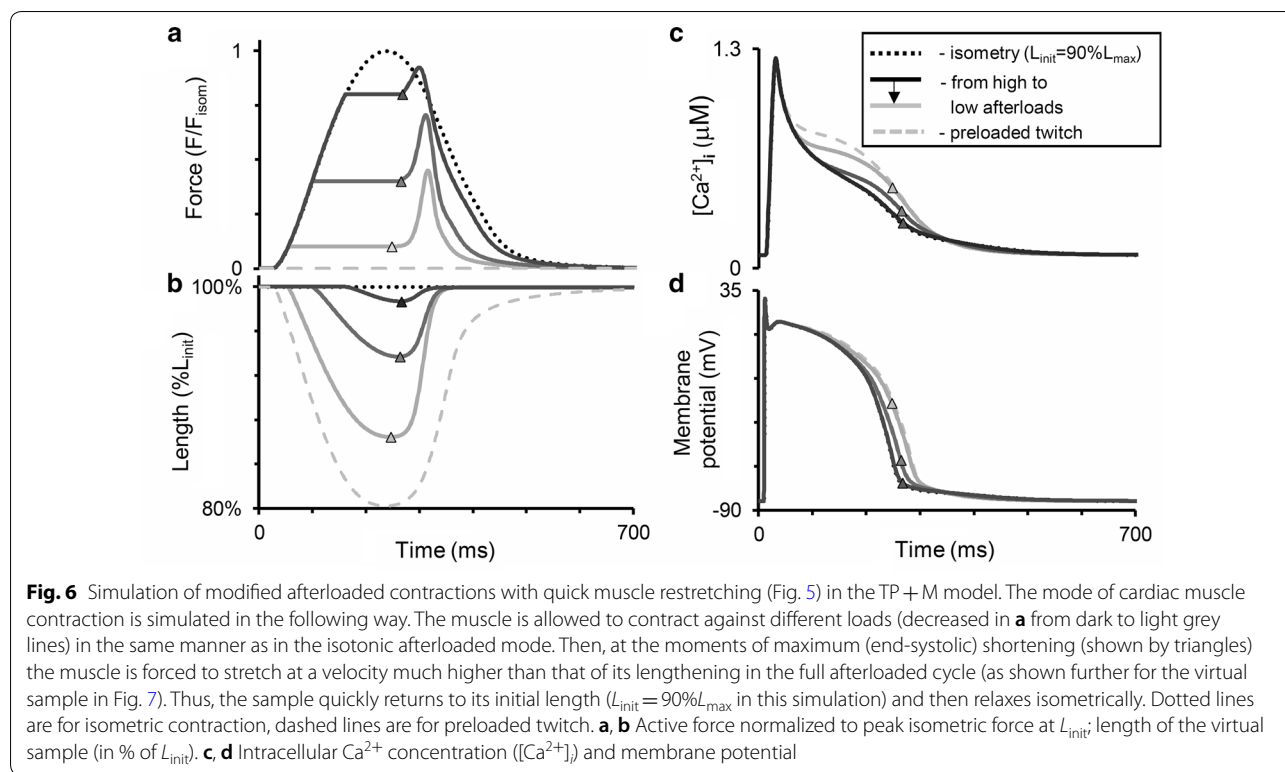 a
1
Force (F/Fisom)
0
b
100%
Length (%Linit)
80%
0
700
Time (ms)
c
1.3
[Ca2+]i (μM)
0
- isometry (Linit=90%Lmax)
- from high to
low afterloads
- preloaded twitch
d
35
Membrane
potential (mV)
-90
0
700
Time (ms)
Fig. 6 Simulation of modified afterloaded contractions with quick muscle restretching (Fig. 5) in the TP + M model. The mode of cardiac muscle
contraction is simulated in the following way. The muscle is allowed to contract against different loads (decreased in a from dark to light grey
lines) in the same manner as in the isotonic afterloaded mode. Then, at the moments of maximum (end-systolic) shortening (shown by triangles)
the muscle is forced to stretch at a velocity much higher than that of its lengthening in the full afterloaded cycle (as shown further for the virtual
sample in Fig. 7). Thus, the sample quickly returns to its initial length (Linit = 90%Lmax in this simulation) and then relaxes isometrically. Dotted lines
are for isometric contraction, dashed lines are for preloaded twitch. a, b Active force normalized to peak isometric force at Linit; length of the virtual
sample (in % of Linit). c, d Intracellular Ca2+ concentration ([Ca2+]i) and membrane potential